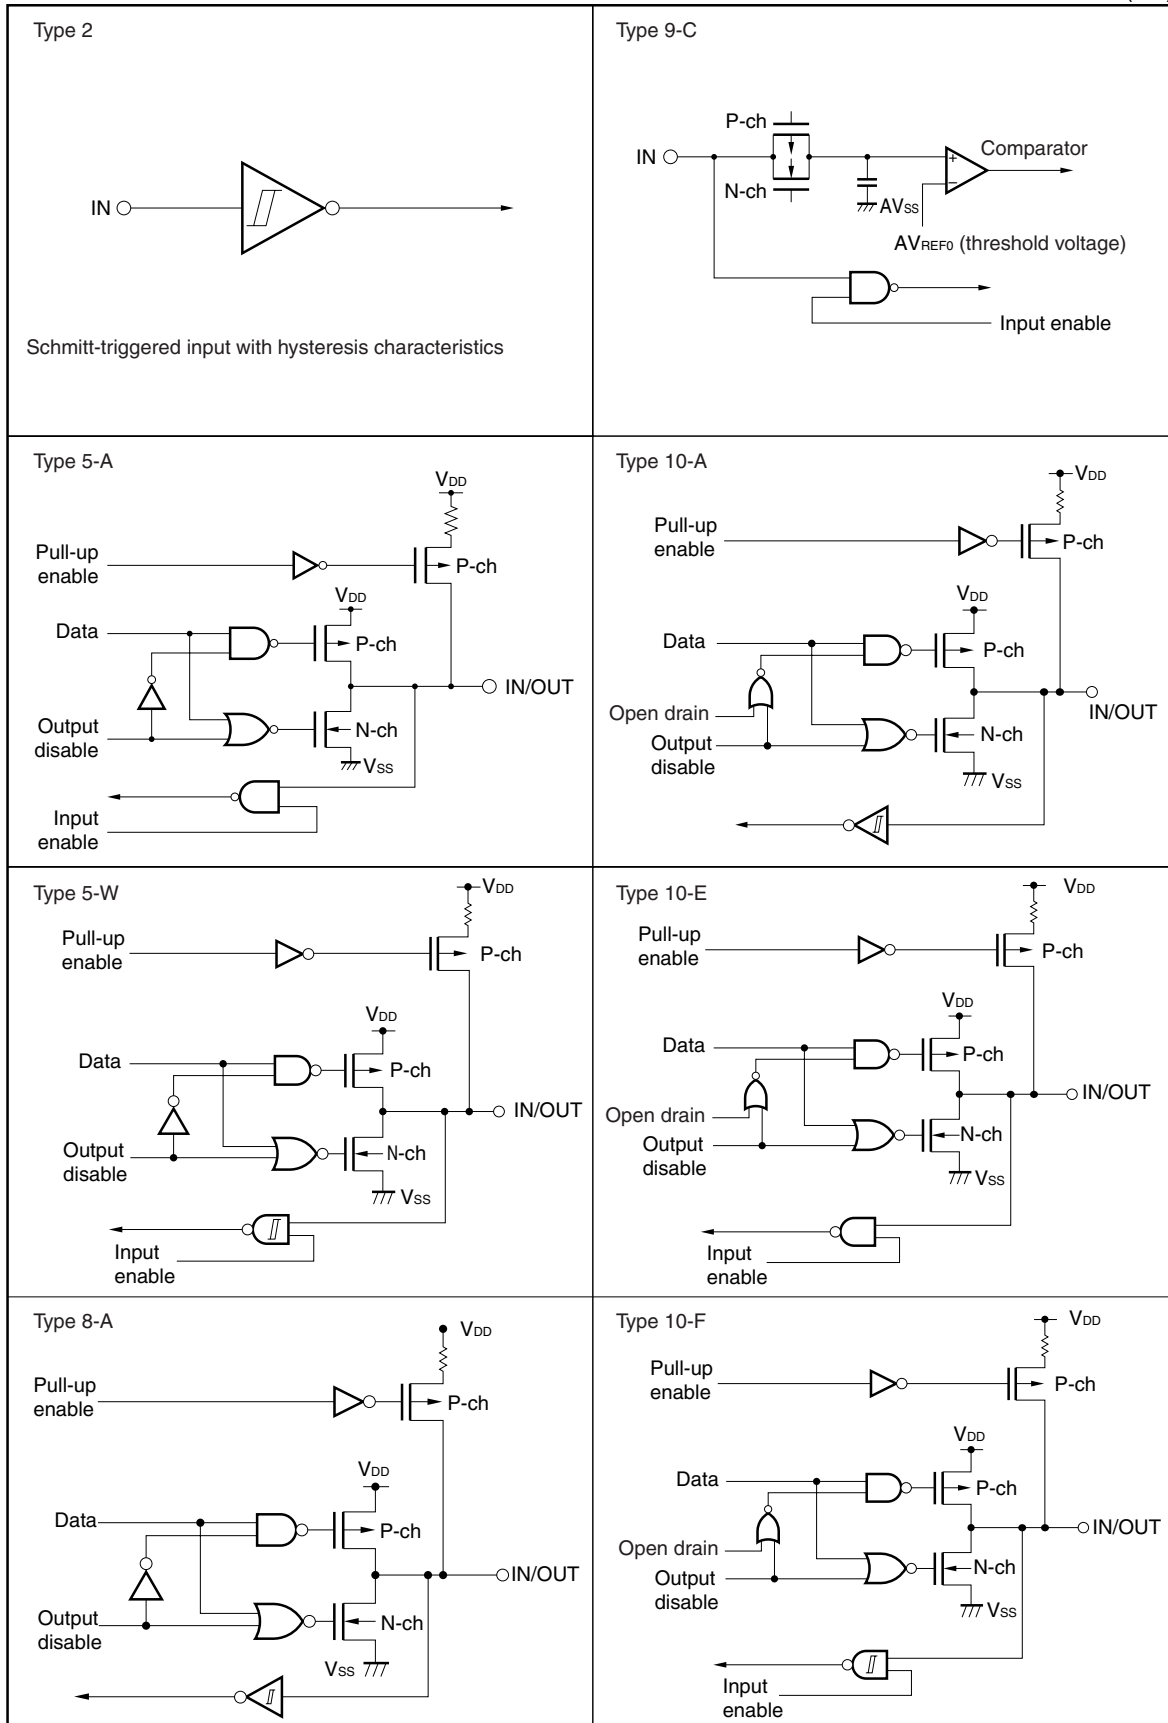 Type 2
IN
Schmitt-triggered input with hysteresis characteristics
Type 9-C
P-ch
IN
N-ch
+
−
Comparator
AVSS
AVREF0 (threshold voltage)
Input enable
Type 5-A
VDD
Pull-up
enable
P-ch
VDD
Data
P-ch
IN/OUT
Output
disable
N-ch
VSS
Input
enable
Type 10-A
VDD
Pull-up
enable
P-ch
VDD
Data
P-ch
Open drain
IN/OUT
Output
disable
N-ch
VSS
Type 5-W
VDD
Pull-up
enable
P-ch
VDD
Data
P-ch
IN/OUT
Output
disable
N-ch
VSS
Input
enable
Type 10-E
VDD
Pull-up
enable
P-ch
VDD
Data
P-ch
IN/OUT
Open drain
Output
disable
N-ch
VSS
Input
enable
Type 8-A
VDD
Pull-up
enable
P-ch
VDD
Data
P-ch
IN/OUT
Output
disable
N-ch
VSS
Type 10-F
VDD
Pull-up
enable
P-ch
VDD
Data
P-ch
IN/OUT
Open drain
Output
disable
N-ch
VSS
Input
enable